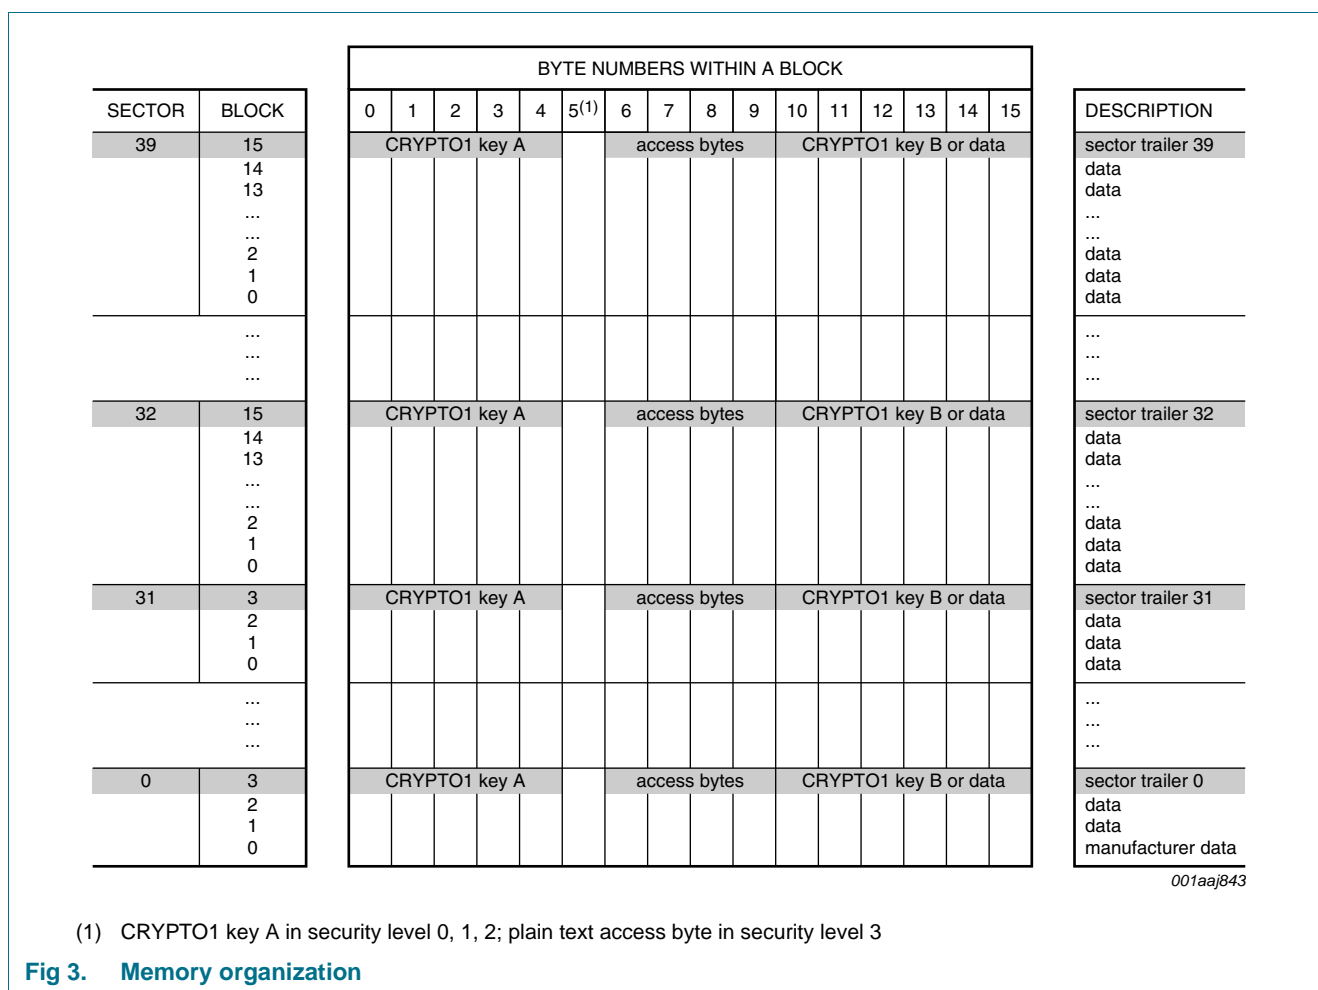 BYTE NUMBERS WITHIN A BLOCK
SECTOR BLOCK 0 1 2 3 4 5(1) 6 7 8 9 10 11 12 13 14 15 DESCRIPTION
39 15 CRYPTO1 key A access bytes CRYPTO1 key B or data sector trailer 39
14 data
13 data
... ...
... ...
2 data
1 data
0 data
... ...
... ...
... ...
32 15 CRYPTO1 key A access bytes CRYPTO1 key B or data sector trailer 32
14 data
13 data
... ...
... ...
2 data
1 data
0 data
31 3 CRYPTO1 key A access bytes CRYPTO1 key B or data sector trailer 31
2 data
1 data
0 data
... ...
... ...
... ...
0 3 CRYPTO1 key A access bytes CRYPTO1 key B or data sector trailer 0
2 data
1 data
0 manufacturer data
001aaj843
(1) CRYPTO1 key A in security level 0, 1, 2; plain text access byte in security level 3
Fig 3. Memory organization